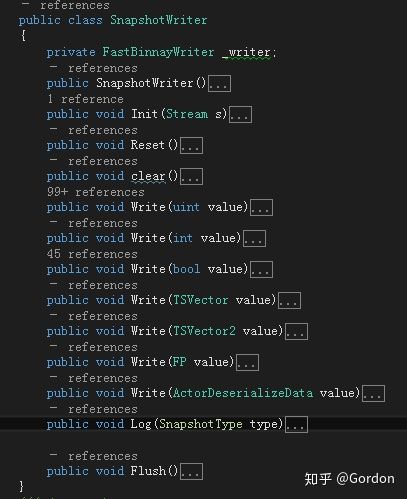 — references
public class SnapshotWriter
{
private FastBinnayWriter _writer;
— references
public SnapshotWriter()...
1 reference
public void Init(Stream s)...
— references
public void Reset()...
— references
public void clear()...
99+ references
public void Write(uint value)...
— references
public void Write(int value)...
45 references
public void Write(bool value)...
— references
public void Write(TSVector value)...
— references
public void Write(TSVector2 value)...
— references
public void Write(FP value)...
— references
public void Write(ActorDeserializeData value)...
— references
public void Log(SnapshotType type)...
— references
public void Flush()...
}
知乎 @Gordon